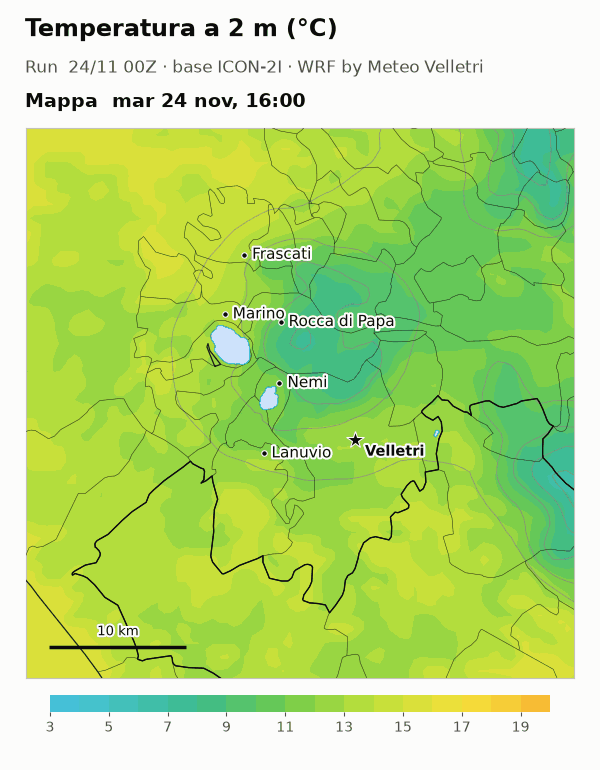 Temperatura a 2 m (°C)
Run  24/11 00Z · base ICON-2I · WRF by Meteo Velletri
Mappa  mar 24 nov, 16:00
Frascati
Marino
Rocca di Papa
Nemi
Velletri
Lanuvio
10 km
3 5 7 9 11 13 15 17 19